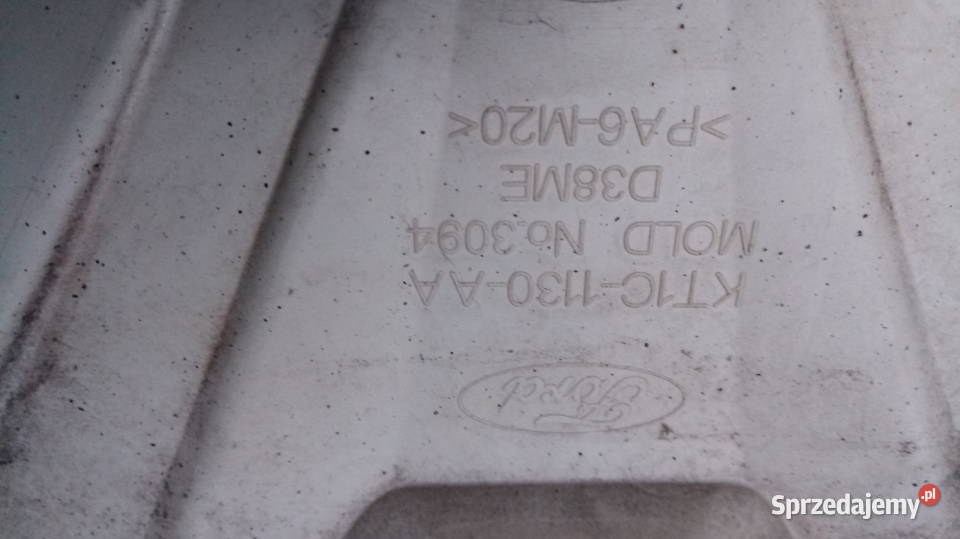 Ford
KT1C-1130-AA
MOLD No.3094
D38ME
>PA6-M20<
Sprzedajemy.pl